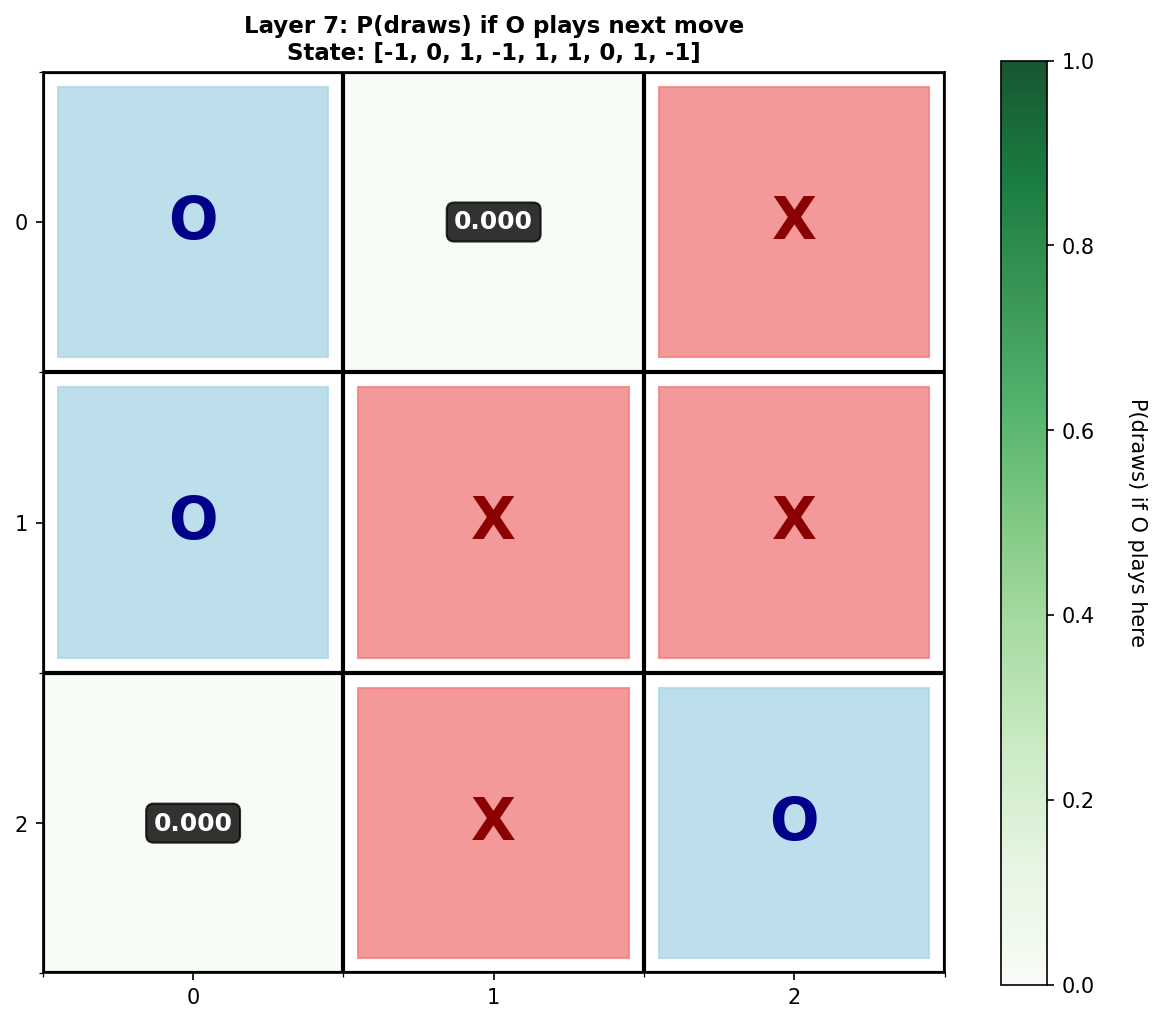 Layer 7: P(draws) if O plays next move
State: [-1, 0, 1, -1, 1, 1, 0, 1, -1]
O
0.000
X
O
X
X
0.000
X
O
0
1
2
0
1
2
1.0
0.8
0.6
0.4
0.2
0.0
P(draws) if O plays here